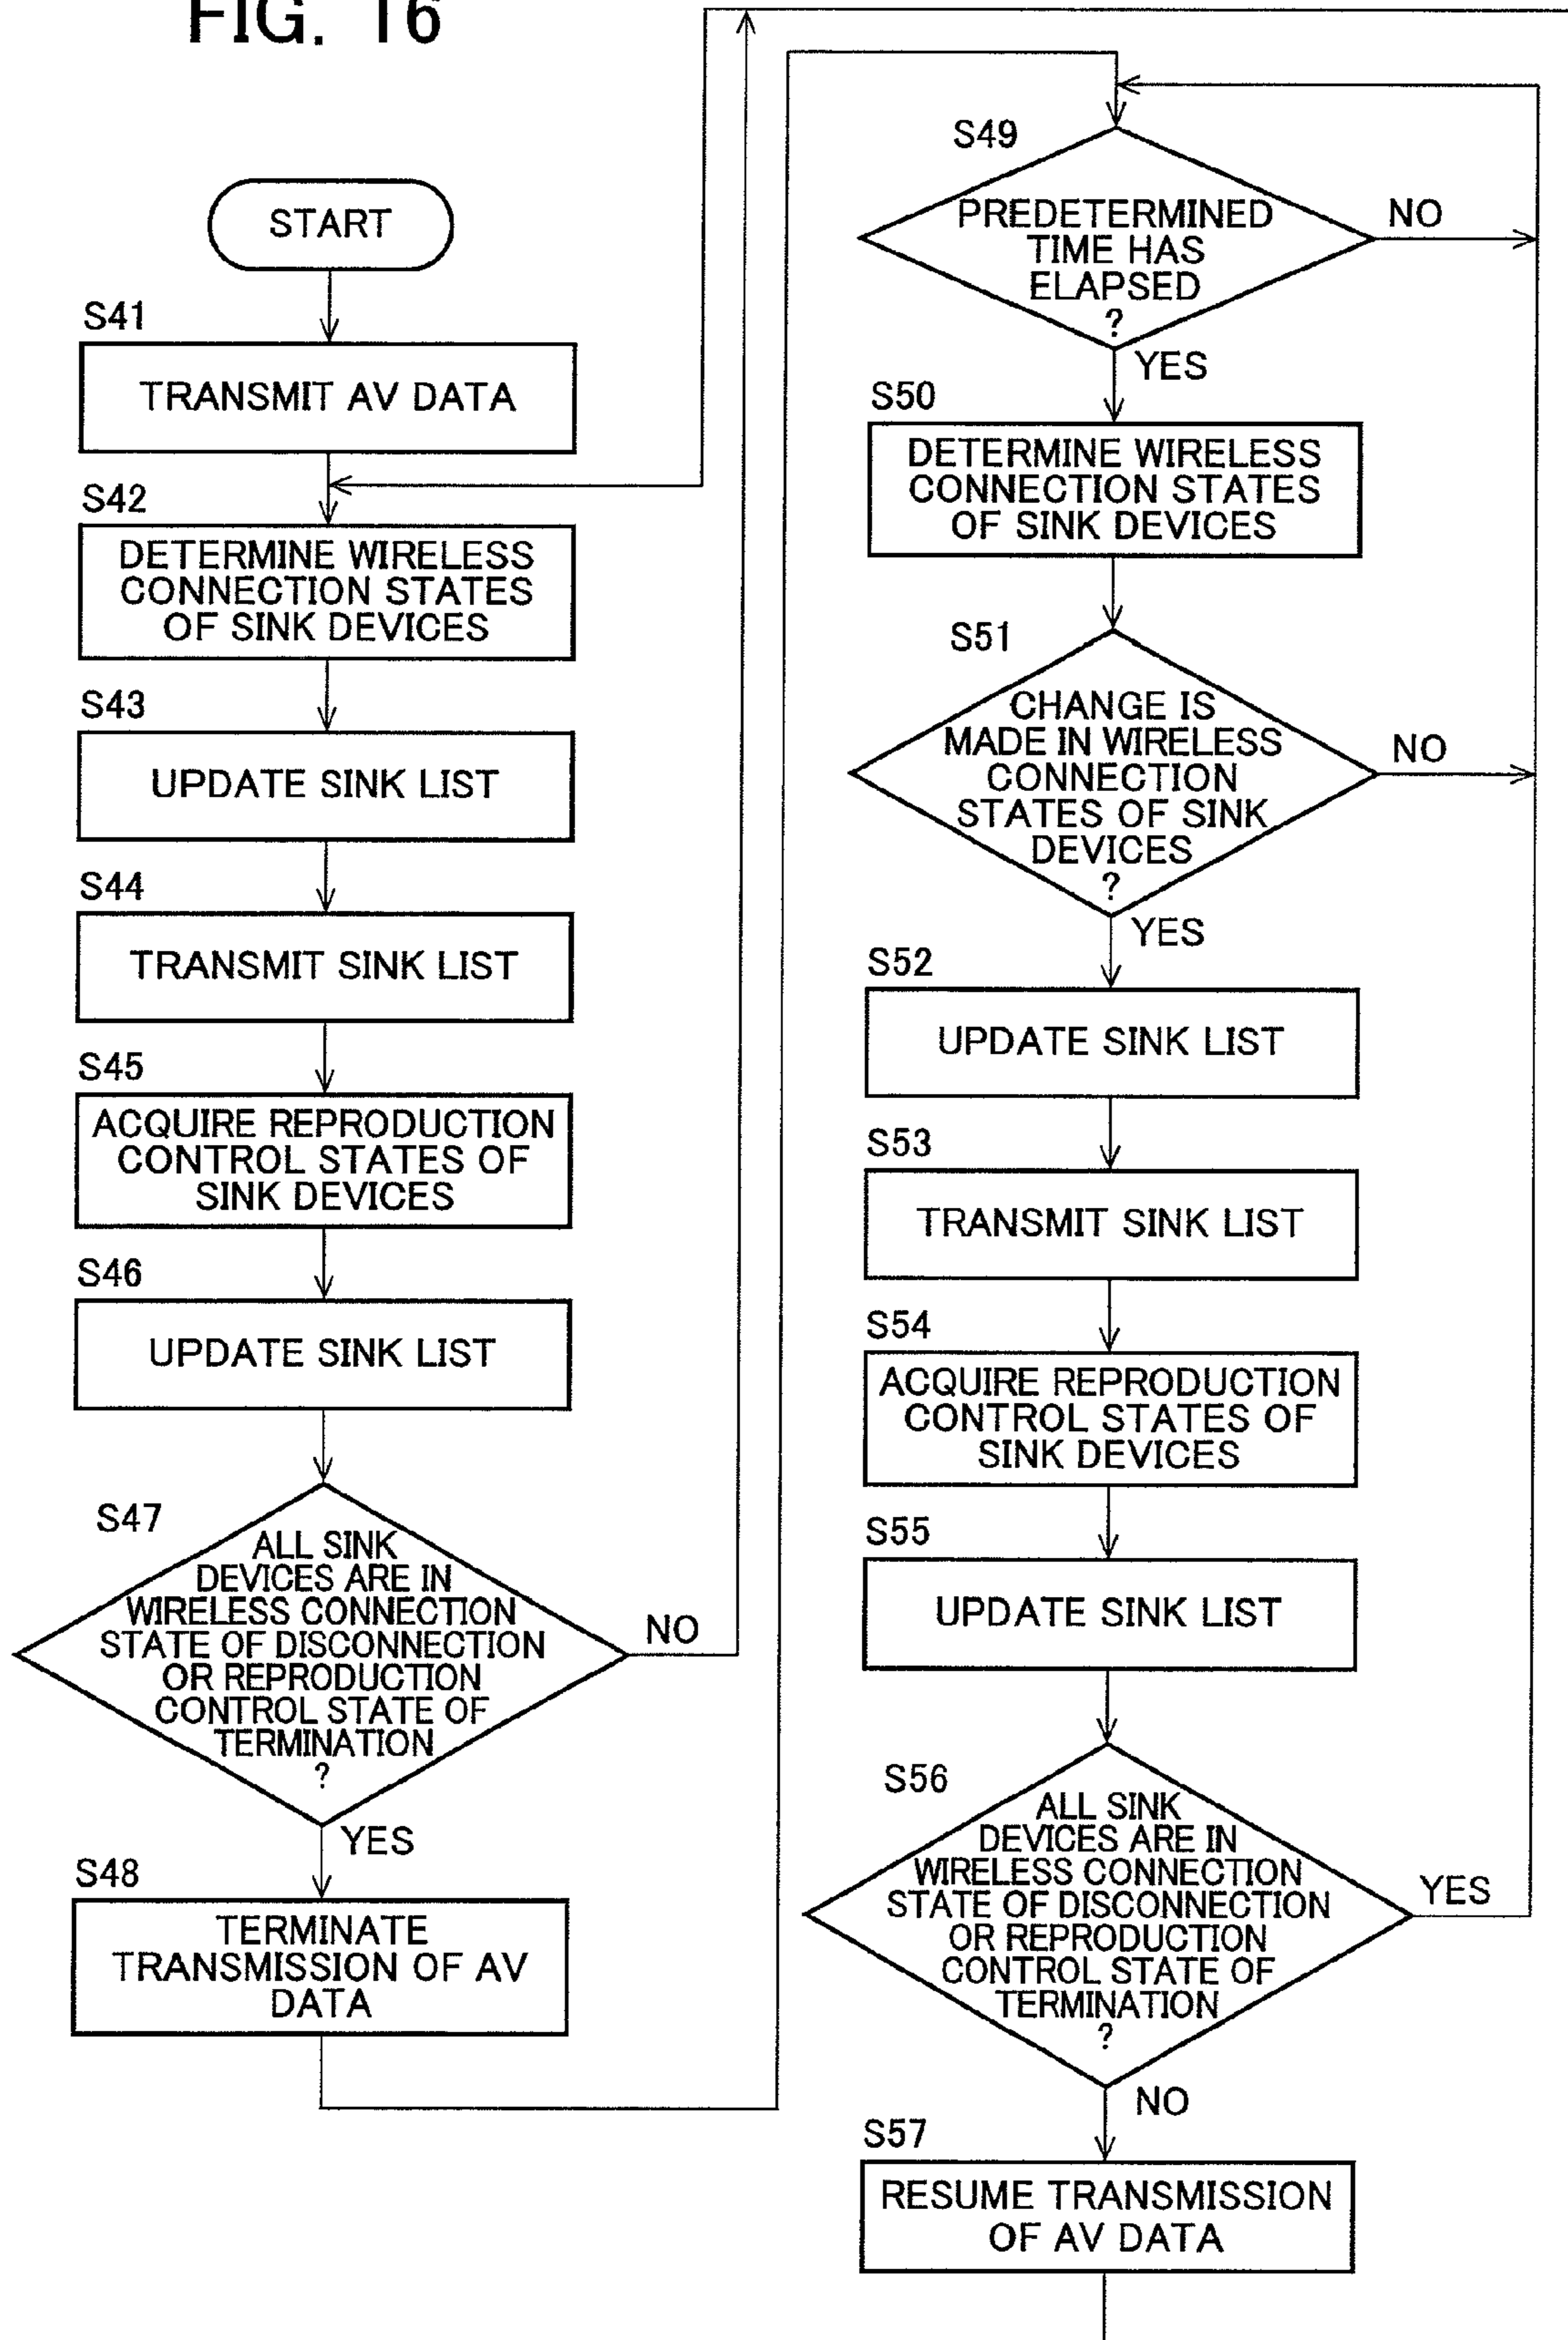 FIG. 16
START
S41
TRANSMIT AV DATA
S42
DETERMINE WIRELESS
CONNECTION STATES
OF SINK DEVICES
S43
UPDATE SINK LIST
S44
TRANSMIT SINK LIST
S45
ACQUIRE REPRODUCTION
CONTROL STATES OF
SINK DEVICES
S46
UPDATE SINK LIST
S47
ALL SINK
DEVICES ARE IN
WIRELESS CONNECTION
STATE OF DISCONNECTION
OR REPRODUCTION
CONTROL STATE OF
TERMINATION
?
NO
YES
S48
TERMINATE
TRANSMISSION OF AV
DATA
S49
PREDETERMINED
TIME HAS
ELAPSED
?
NO
YES
S50
DETERMINE WIRELESS
CONNECTION STATES
OF SINK DEVICES
S51
CHANGE IS
MADE IN WIRELESS
CONNECTION
STATES OF SINK
DEVICES
?
NO
YES
S52
UPDATE SINK LIST
S53
TRANSMIT SINK LIST
S54
ACQUIRE REPRODUCTION
CONTROL STATES OF
SINK DEVICES
S55
UPDATE SINK LIST
S56
ALL SINK
DEVICES ARE IN
WIRELESS CONNECTION
STATE OF DISCONNECTION
OR REPRODUCTION
CONTROL STATE OF
TERMINATION
?
YES
NO
S57
RESUME TRANSMISSION
OF AV DATA